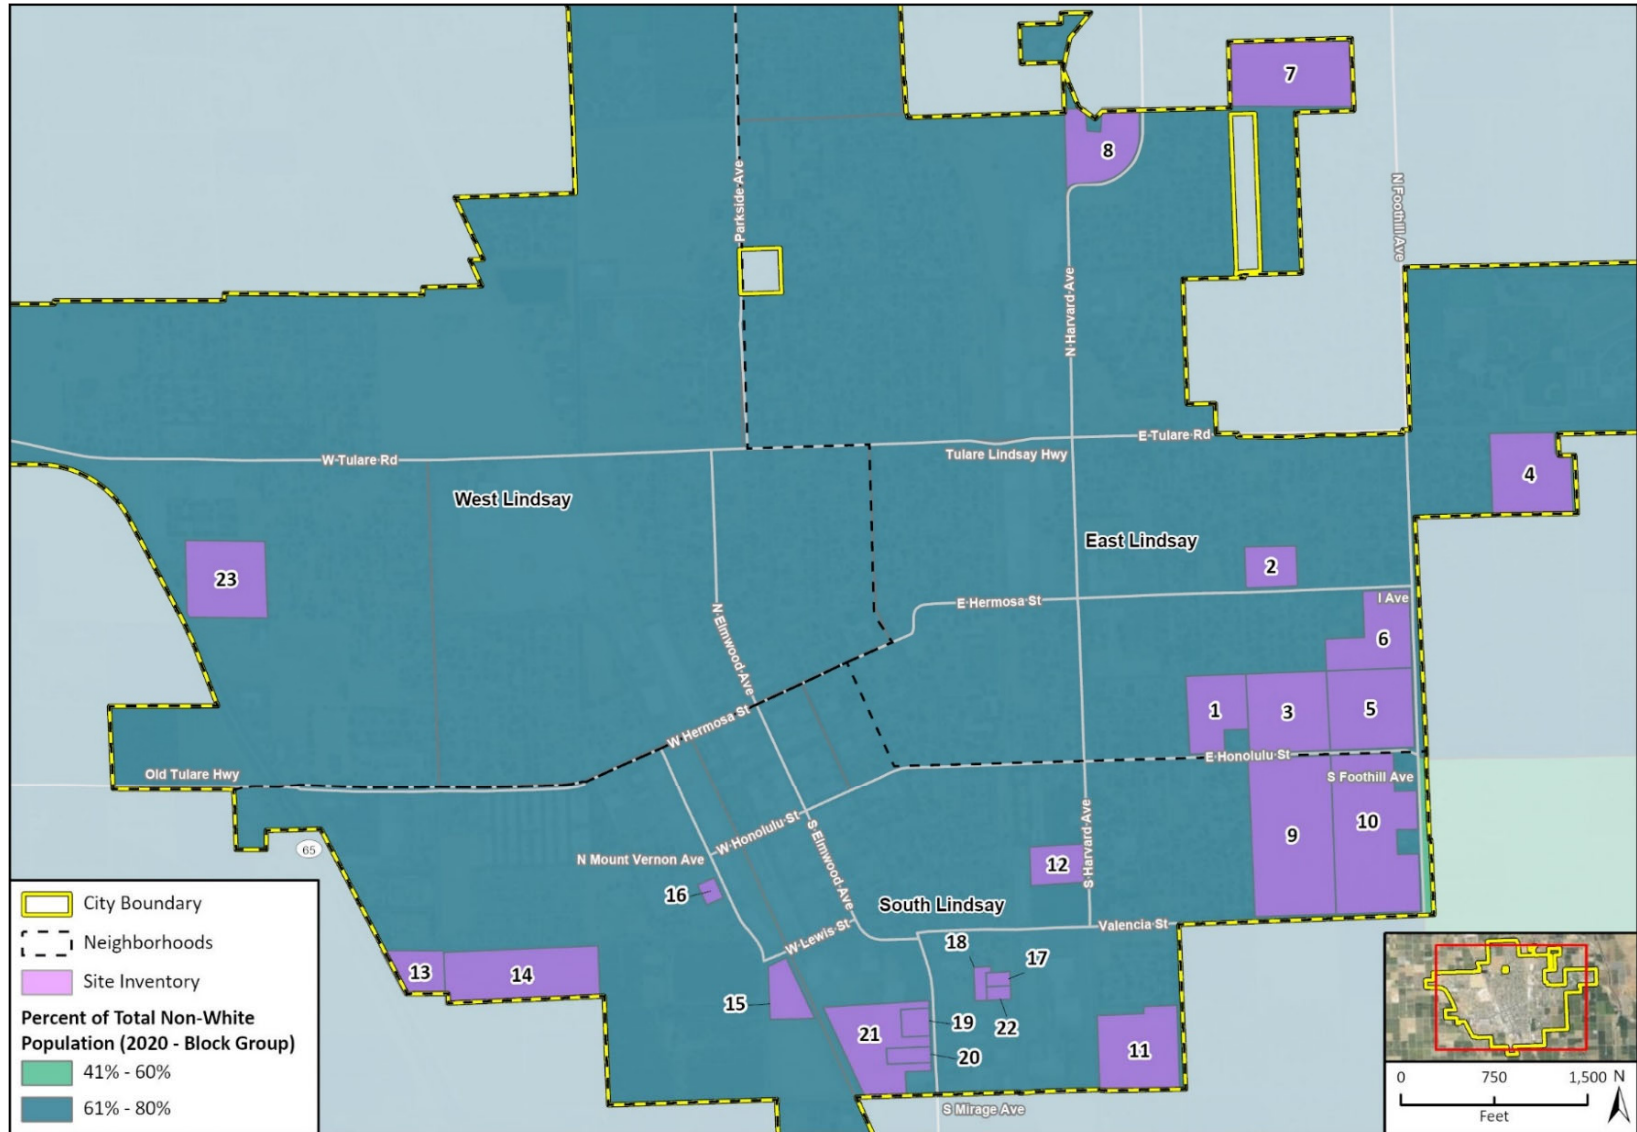 7
8
Parkside Ave
N Foothill Ave
N Harvard Ave
E Tulare Rd
Tulare Lindsay Hwy
W Tulare Rd
4
West Lindsay
East Lindsay
2
23
E Hermosa St
I Ave
N Elmwood Ave
6
1
3
5
W Hermosa St
E Honolulu St
Old Tulare Hwy
S Foothill Ave
9
10
W Honolulu St
S Elmwood Ave
S Harvard Ave
65
N Mount Vernon Ave
12
16
South Lindsay
Valencia St
W Lewis St
18
17
13
14
15
21
19
22
20
11
S Mirage Ave
City Boundary
Neighborhoods
Site Inventory
Percent of Total Non-White
Population (2020 - Block Group)
41% - 60%
61% - 80%
0 750 1,500 N
Feet